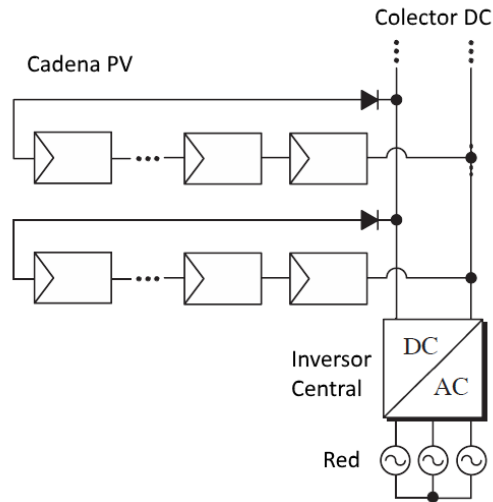 Colector DC
Cadena PV
Inversor
Central
DC
AC
Red